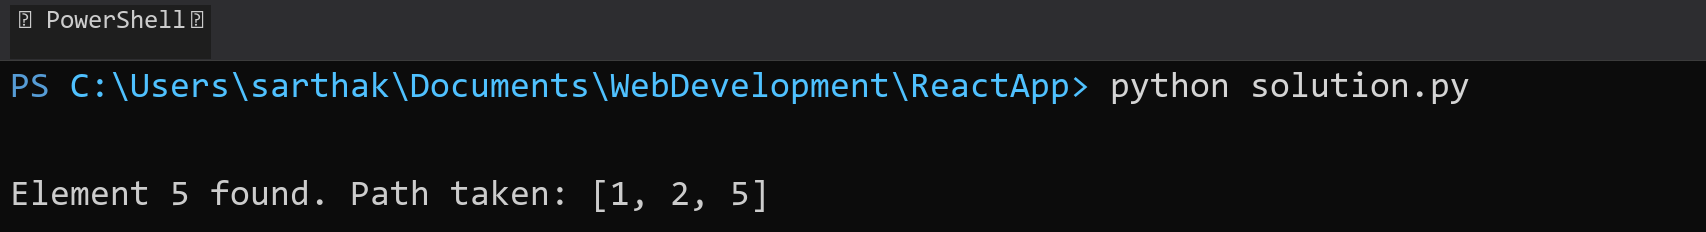 PowerShell
PS C:\Users\sarthak\Documents\WebDevelopment\ReactApp> python solution.py
Element 5 found. Path taken: [1, 2, 5]